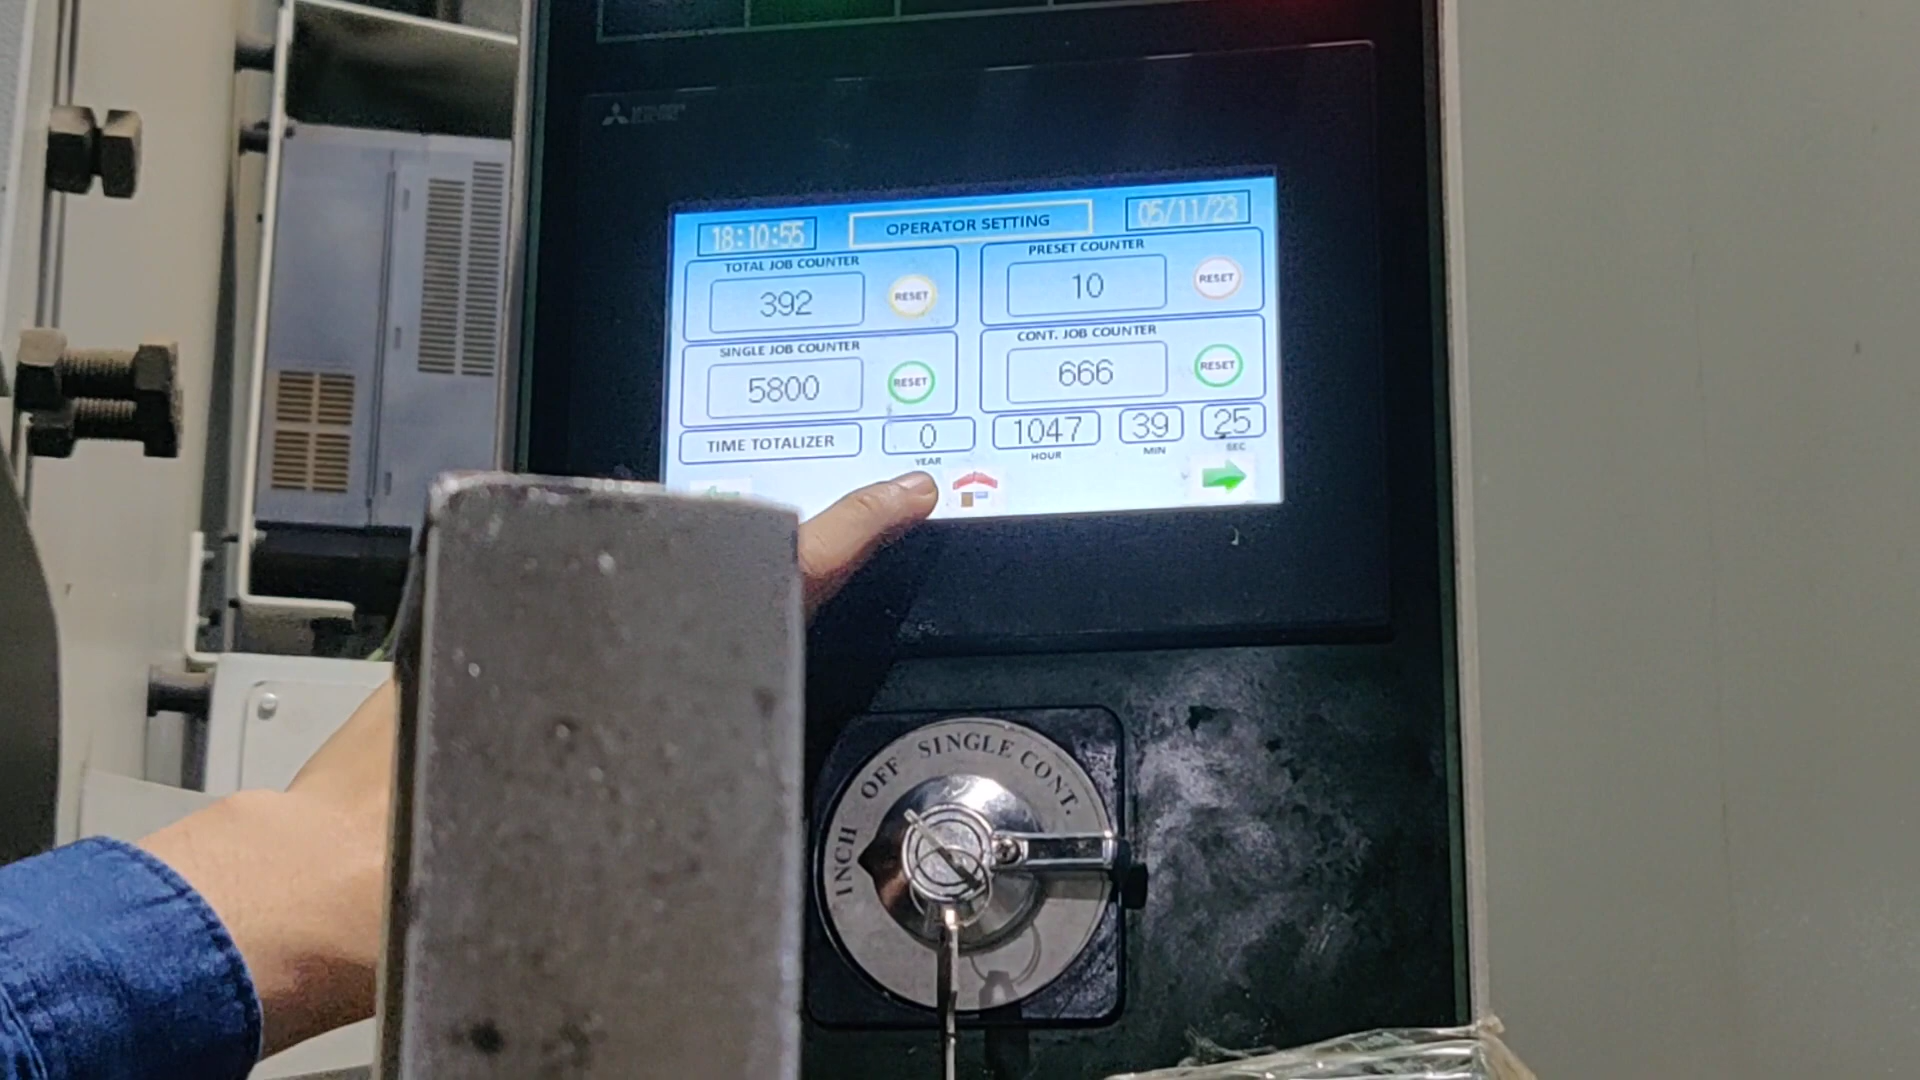 MITSUBISHI
ELECTRIC
18:10:55
OPERATOR SETTING
05/11/23
TOTAL JOB COUNTER
392
RESET
PRESET COUNTER
10
RESET
SINGLE JOB COUNTER
5800
RESET
CONT. JOB COUNTER
666
RESET
TIME TOTALIZER
0
YEAR
1047
HOUR
39
MIN
25
SEC
INCH OFF SINGLE CONT.